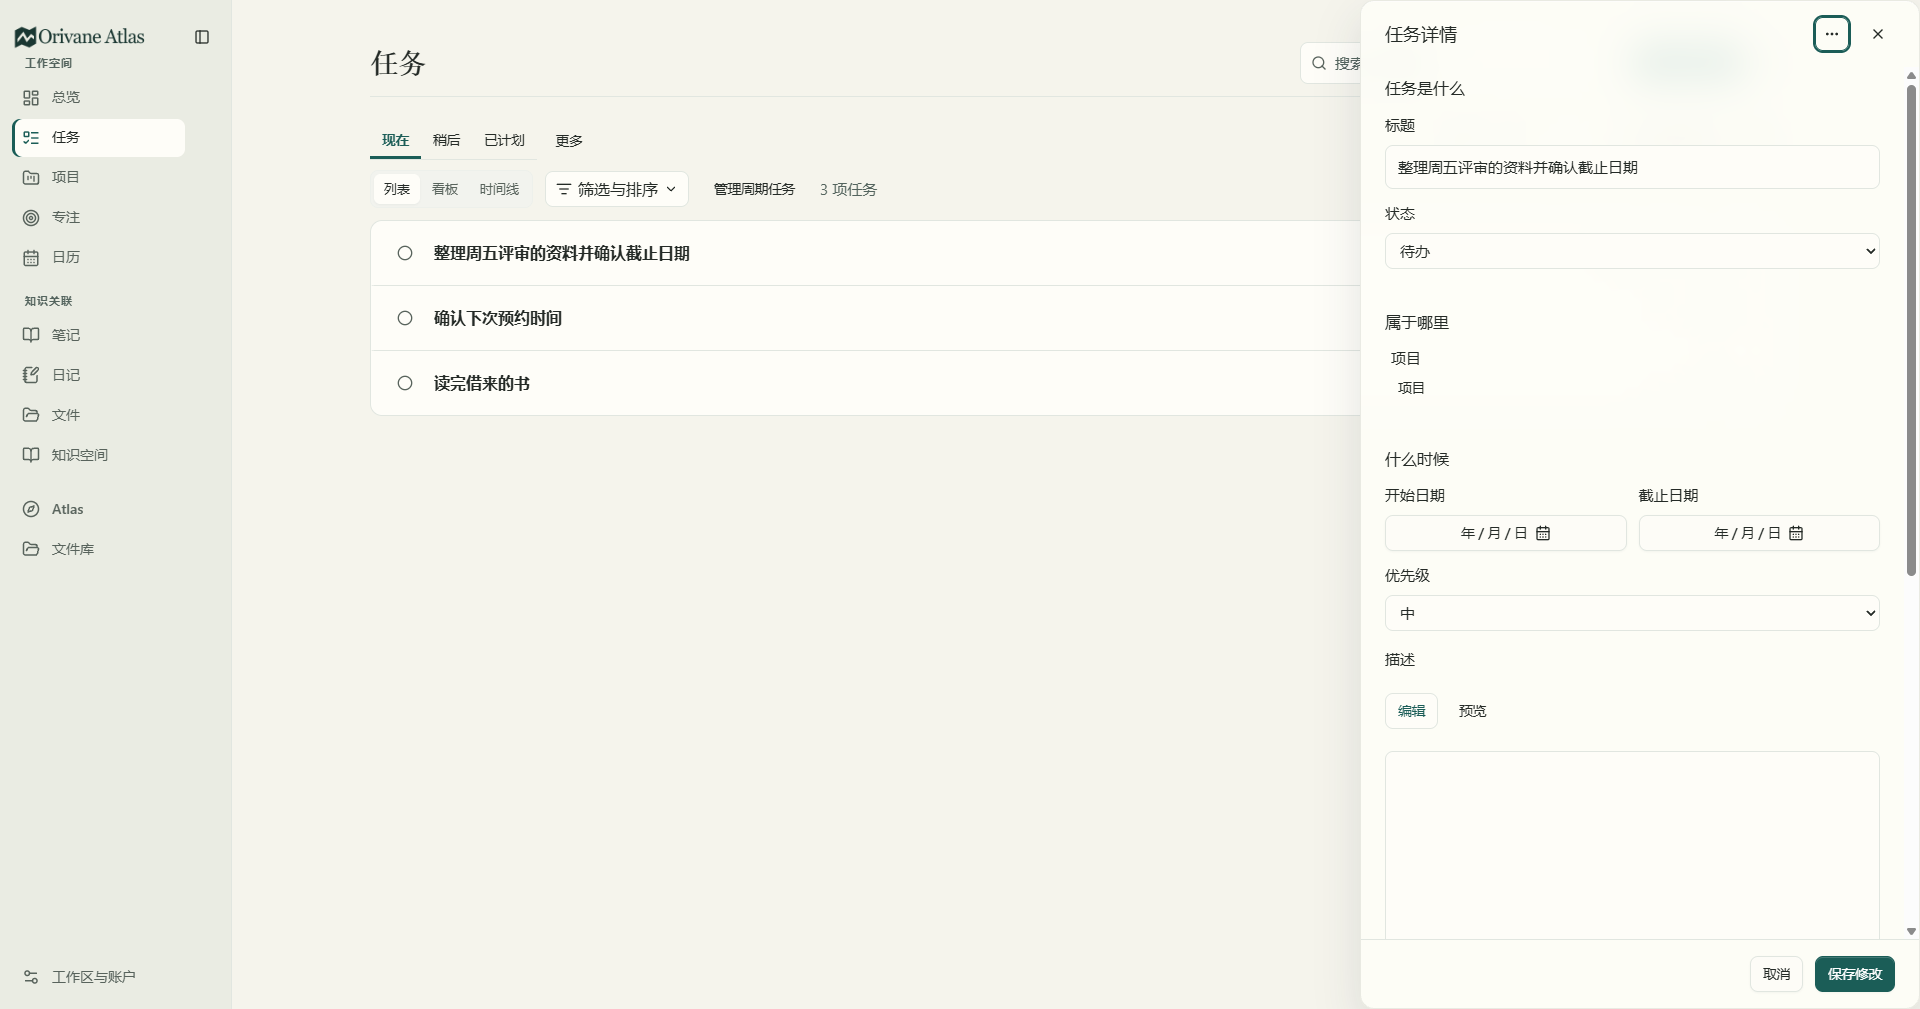 Orivane Atlas
工作空间
总览
任务
项目
专注
日历
知识关联
笔记
日记
文件
知识空间
Atlas
文件库
工作区与账户
任务
搜索
现在 稍后 已计划 更多
列表 看板 时间线 筛选与排序 管理周期任务 3 项任务
整理周五评审的资料并确认截止日期
确认下次预约时间
读完借来的书
任务详情
任务是什么
标题
整理周五评审的资料并确认截止日期
状态
待办
属于哪里
项目
项目
什么时候
开始日期 截止日期
年 / 月 / 日 年 / 月 / 日
优先级
中
描述
编辑 预览
取消 保存修改